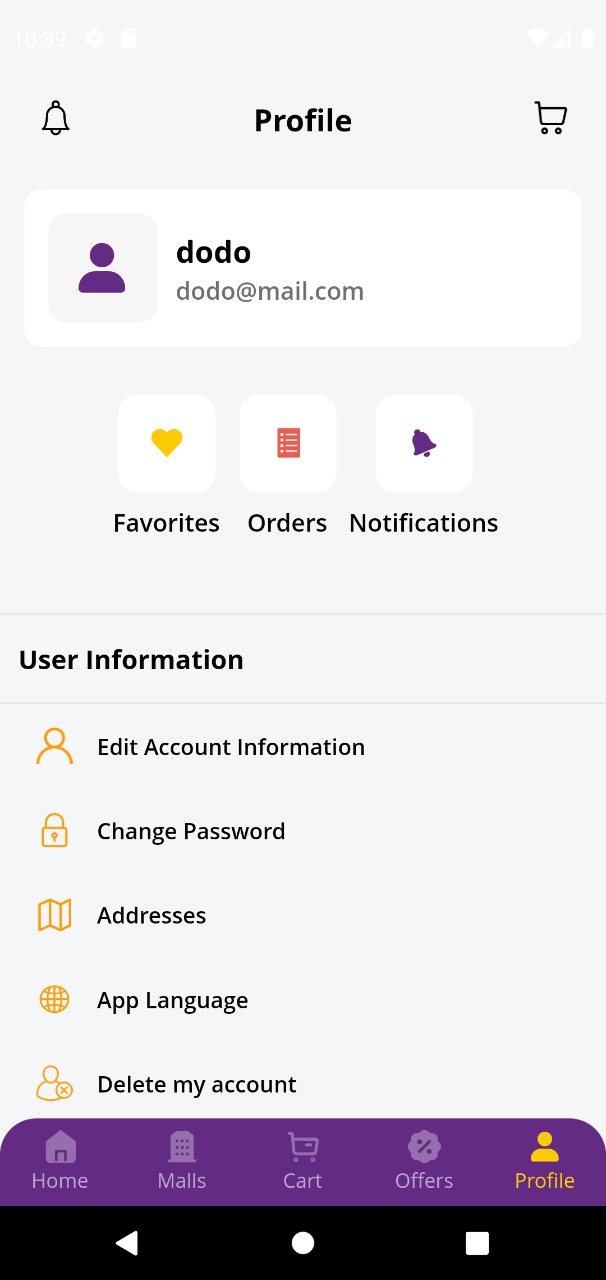 10:39
Profile
dodo
dodo@mail.com
Favorites Orders Notifications
User Information
Edit Account Information
Change Password
Addresses
App Language
Delete my account
Home Malls Cart Offers Profile